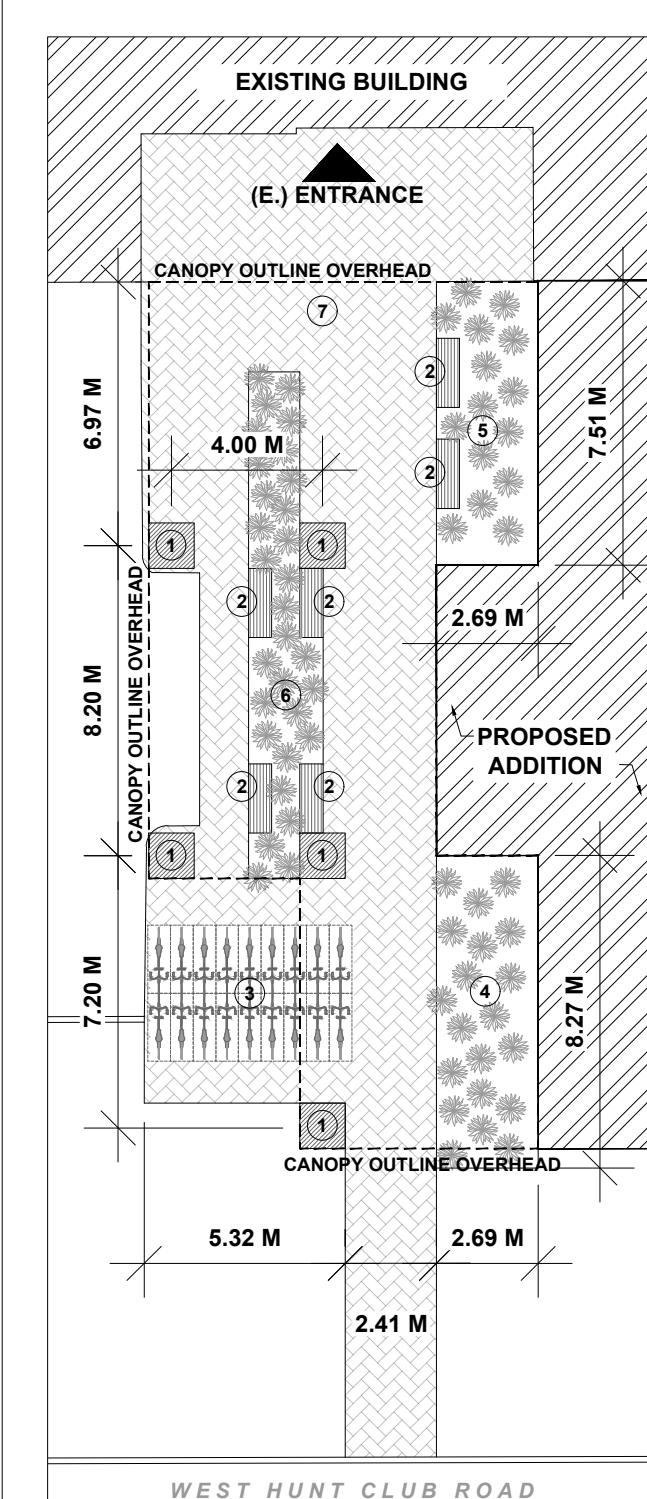 EXISTING BUILDING
(E.) ENTRANCE
CANOPY OUTLINE OVERHEAD
7
2
6.97 M
4.00 M
5
7.51 M
2
1
1
2
2
2.69 M
CANOPY OUTLINE OVERHEAD
8.20 M
6
PROPOSED
ADDITION
2
2
1
1
7.20 M
3
4
8.27 M
1
CANOPY OUTLINE OVERHEAD
5.32 M
2.69 M
2.41 M
WEST HUNT CLUB ROAD